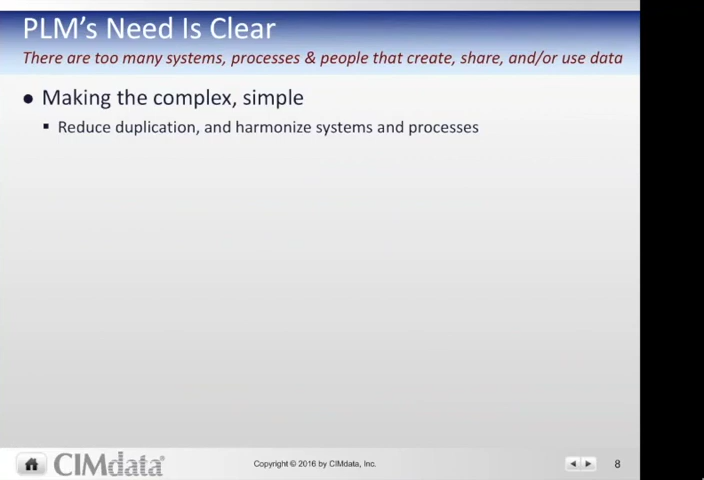 PLM's Need Is Clear
There are too many systems, processes & people that create, share, and/or use data
● Making the complex, simple
▪ Reduce duplication, and harmonize systems and processes
CIMdata®
Copyright © 2016 by CIMdata, Inc.
8